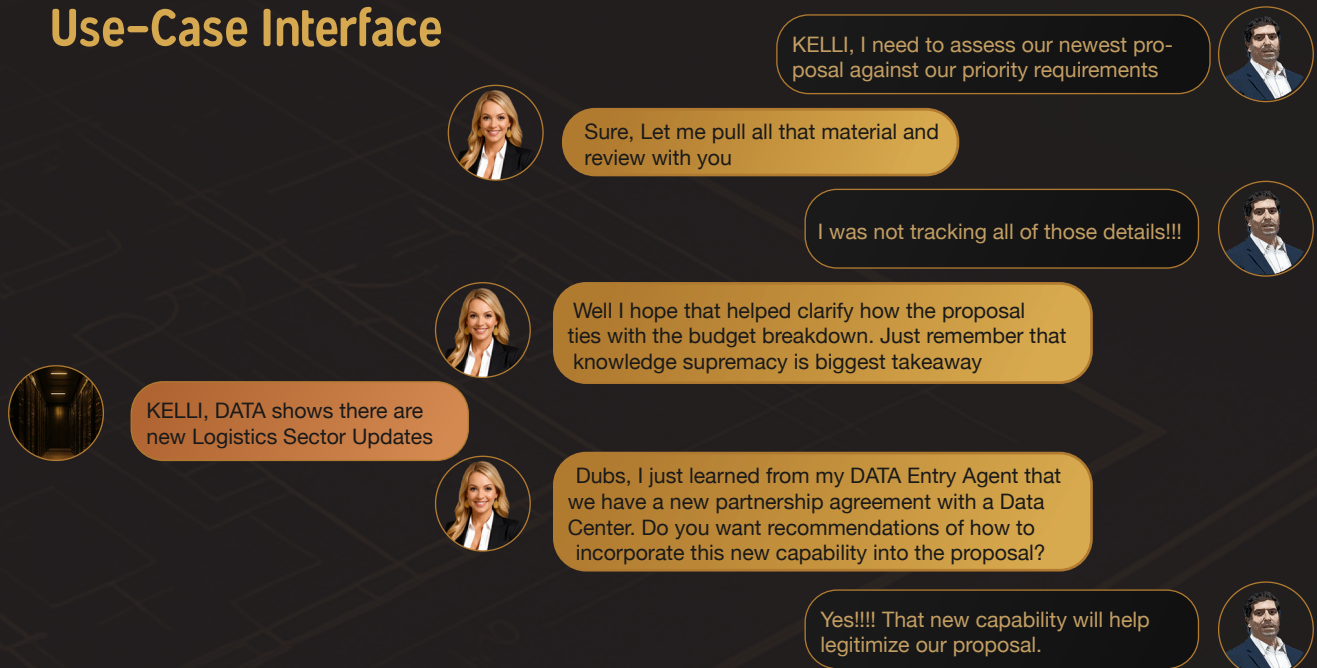 Use-Case Interface
KELLI, I need to assess our newest pro-
posal against our priority requirements
Sure, Let me pull all that material and
review with you
I was not tracking all of those details!!!
Well I hope that helped clarify how the proposal
ties with the budget breakdown. Just remember that
knowledge supremacy is biggest takeaway
KELLI, DATA shows there are
new Logistics Sector Updates
Dubs, I just learned from my DATA Entry Agent that
we have a new partnership agreement with a Data
Center. Do you want recommendations of how to
incorporate this new capability into the proposal?
Yes!!!! That new capability will help
legitimize our proposal.